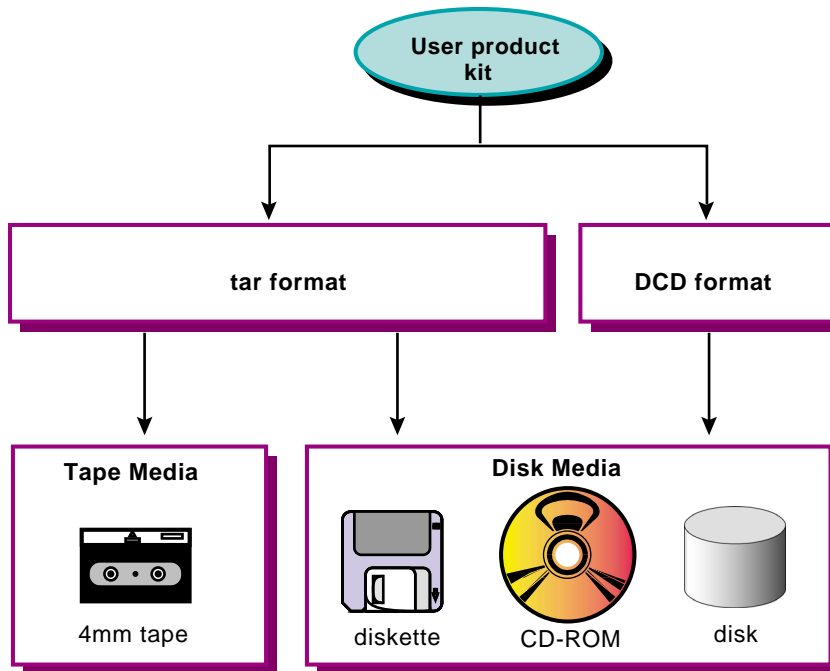 User product
kit
tar format
DCD format
Tape Media
4mm tape
Disk Media
diskette
CD-ROM
disk